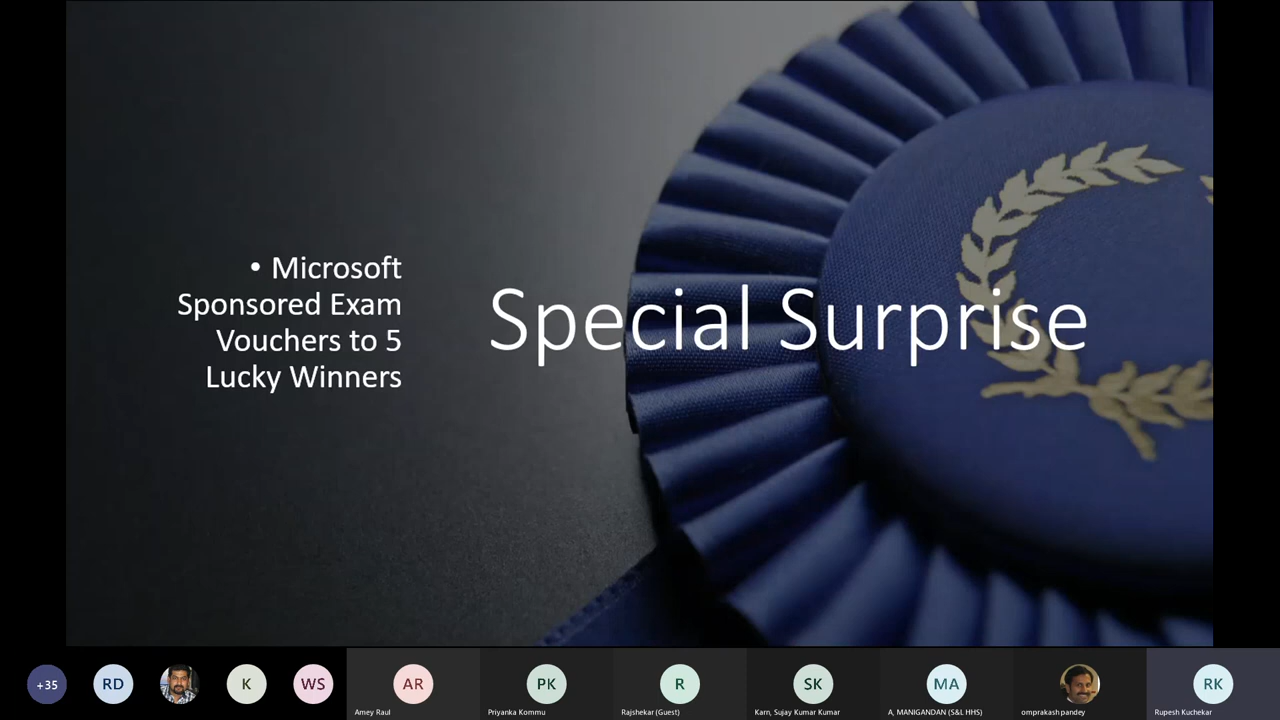 • Microsoft
Sponsored Exam
Vouchers to 5
Lucky Winners
Special Surprise
+35
RD
K
WS
AR
Amey Raul
PK
Priyanka Kommu
R
Rajshekar (Guest)
SK
Karn, Sujay Kumar Kumar
MA
A, MANIGANDAN (S&L HHS)
omprakash pandey
RK
Rupesh Kuchekar